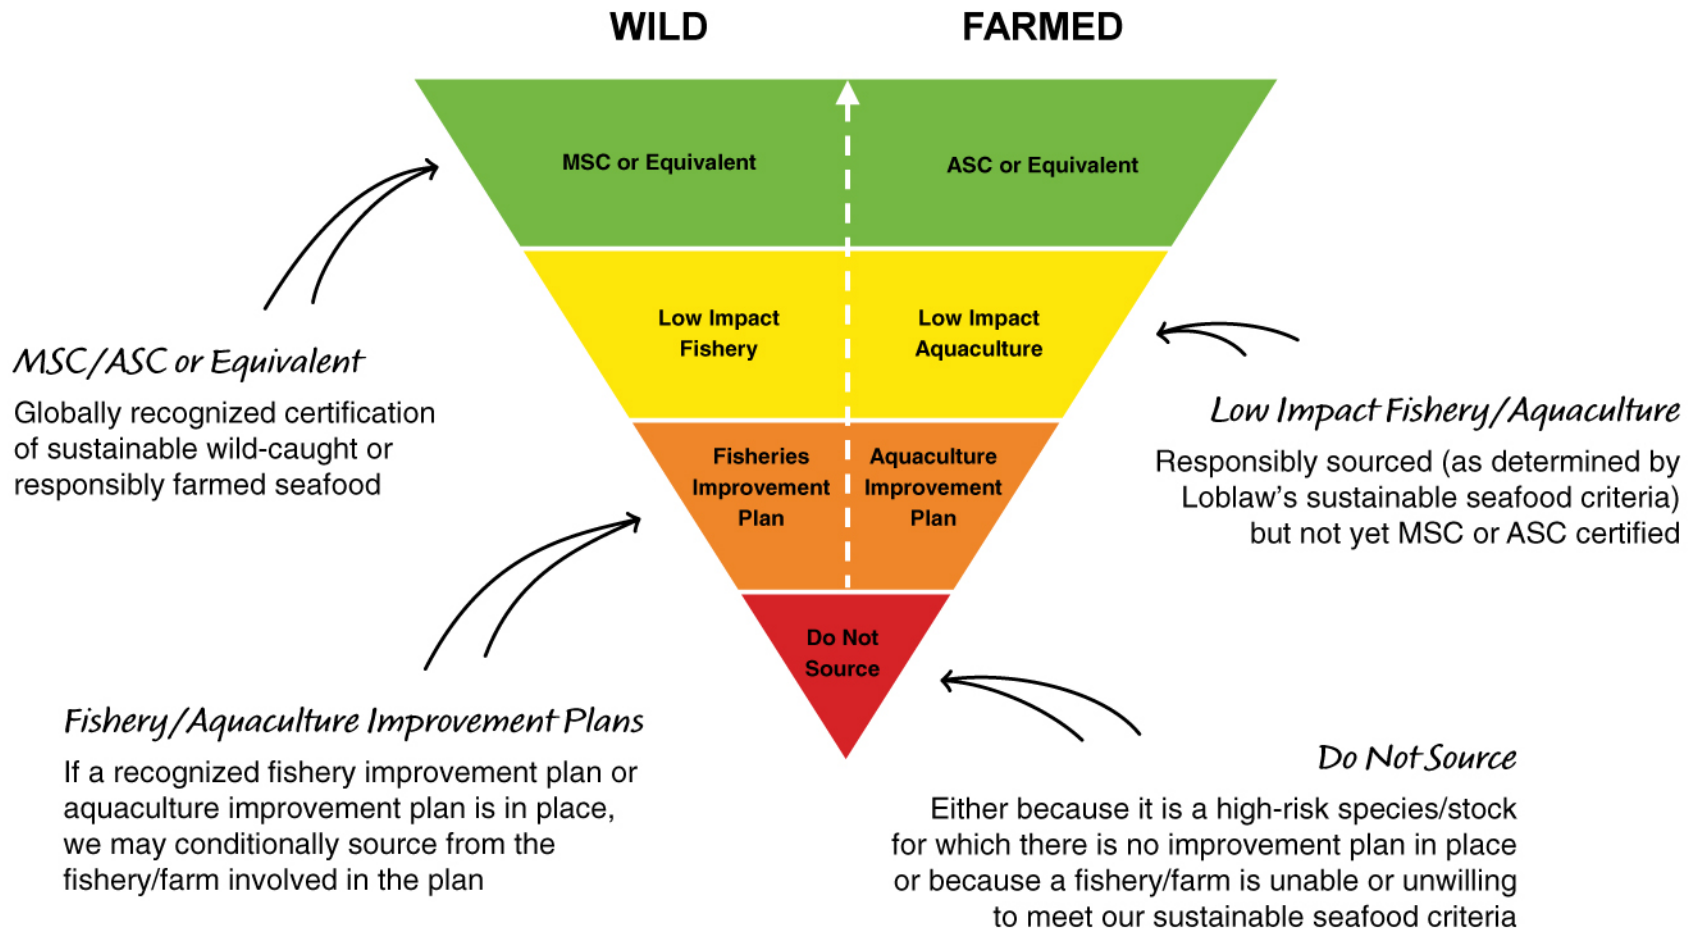 WILD
FARMED
MSC or Equivalent
ASC or Equivalent
Low Impact
Fishery
Low Impact
Aquaculture
Fisheries
Improvement
Plan
Aquaculture
Improvement
Plan
Do Not
Source
MSC/ASC or Equivalent
Globally recognized certification
of sustainable wild-caught or
responsibly farmed seafood
Low Impact Fishery/Aquaculture
Responsibly sourced (as determined by
Loblaw's sustainable seafood criteria)
but not yet MSC or ASC certified
Fishery/Aquaculture Improvement Plans
If a recognized fishery improvement plan or
aquaculture improvement plan is in place,
we may conditionally source from the
fishery/farm involved in the plan
Do Not Source
Either because it is a high-risk species/stock
for which there is no improvement plan in place
or because a fishery/farm is unable or unwilling
to meet our sustainable seafood criteria